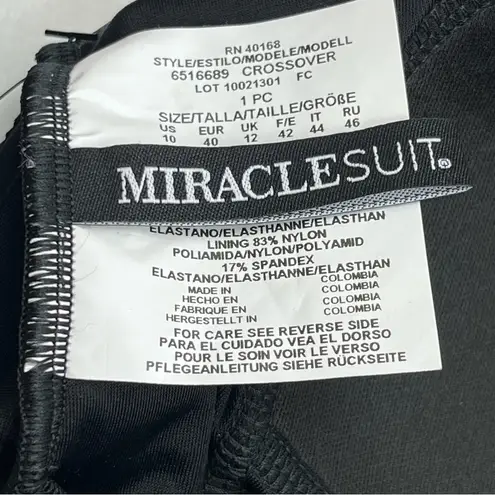 RN 40168
STYLE/ESTILO/MODELE/MODELL
6516689 CROSSOVER
LOT 10021301 FC
1 PC
SIZE/TALLA/TAILLE/GRÖßE
US EUR UK F/E IT RU
10 40 12 42 44 46
MIRACLESUIT®
ELASTANO/ELASTHANNE/ELASTHAN
LINING 83% NYLON
POLIAMIDA/NYLON/POLYAMID
17% SPANDEX
ELASTANO/ELASTHANNE/ELASTHAN
MADE IN COLOMBIA
HECHO EN COLOMBIA
FABRIQUE EN COLOMBIA
HERGESTELLT IN COLOMBIA
FOR CARE SEE REVERSE SIDE
PARA EL CUIDADO VEA EL DORSO
POUR LE SOIN VOIR LE VERSO
PFLEGEANLEITUNG SIEHE RÜCKSEITE